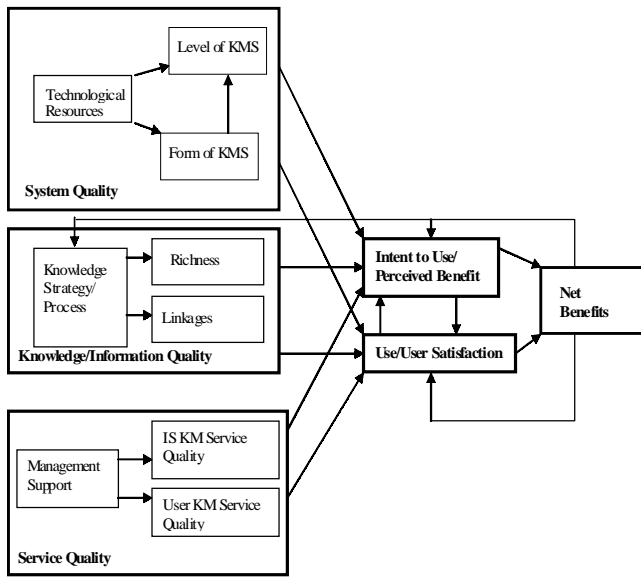 Level of KMS
Technological
Resources
Form of KMS
System Quality
Knowledge
Strategy/
Process
Richness
Linkages
Knowledge/Information Quality
Intent to Use/
Perceived Benefit
Use/User Satisfaction
Net
Benefits
IS KM Service
Quality
Management
Support
User KM Service
Quality
Service Quality